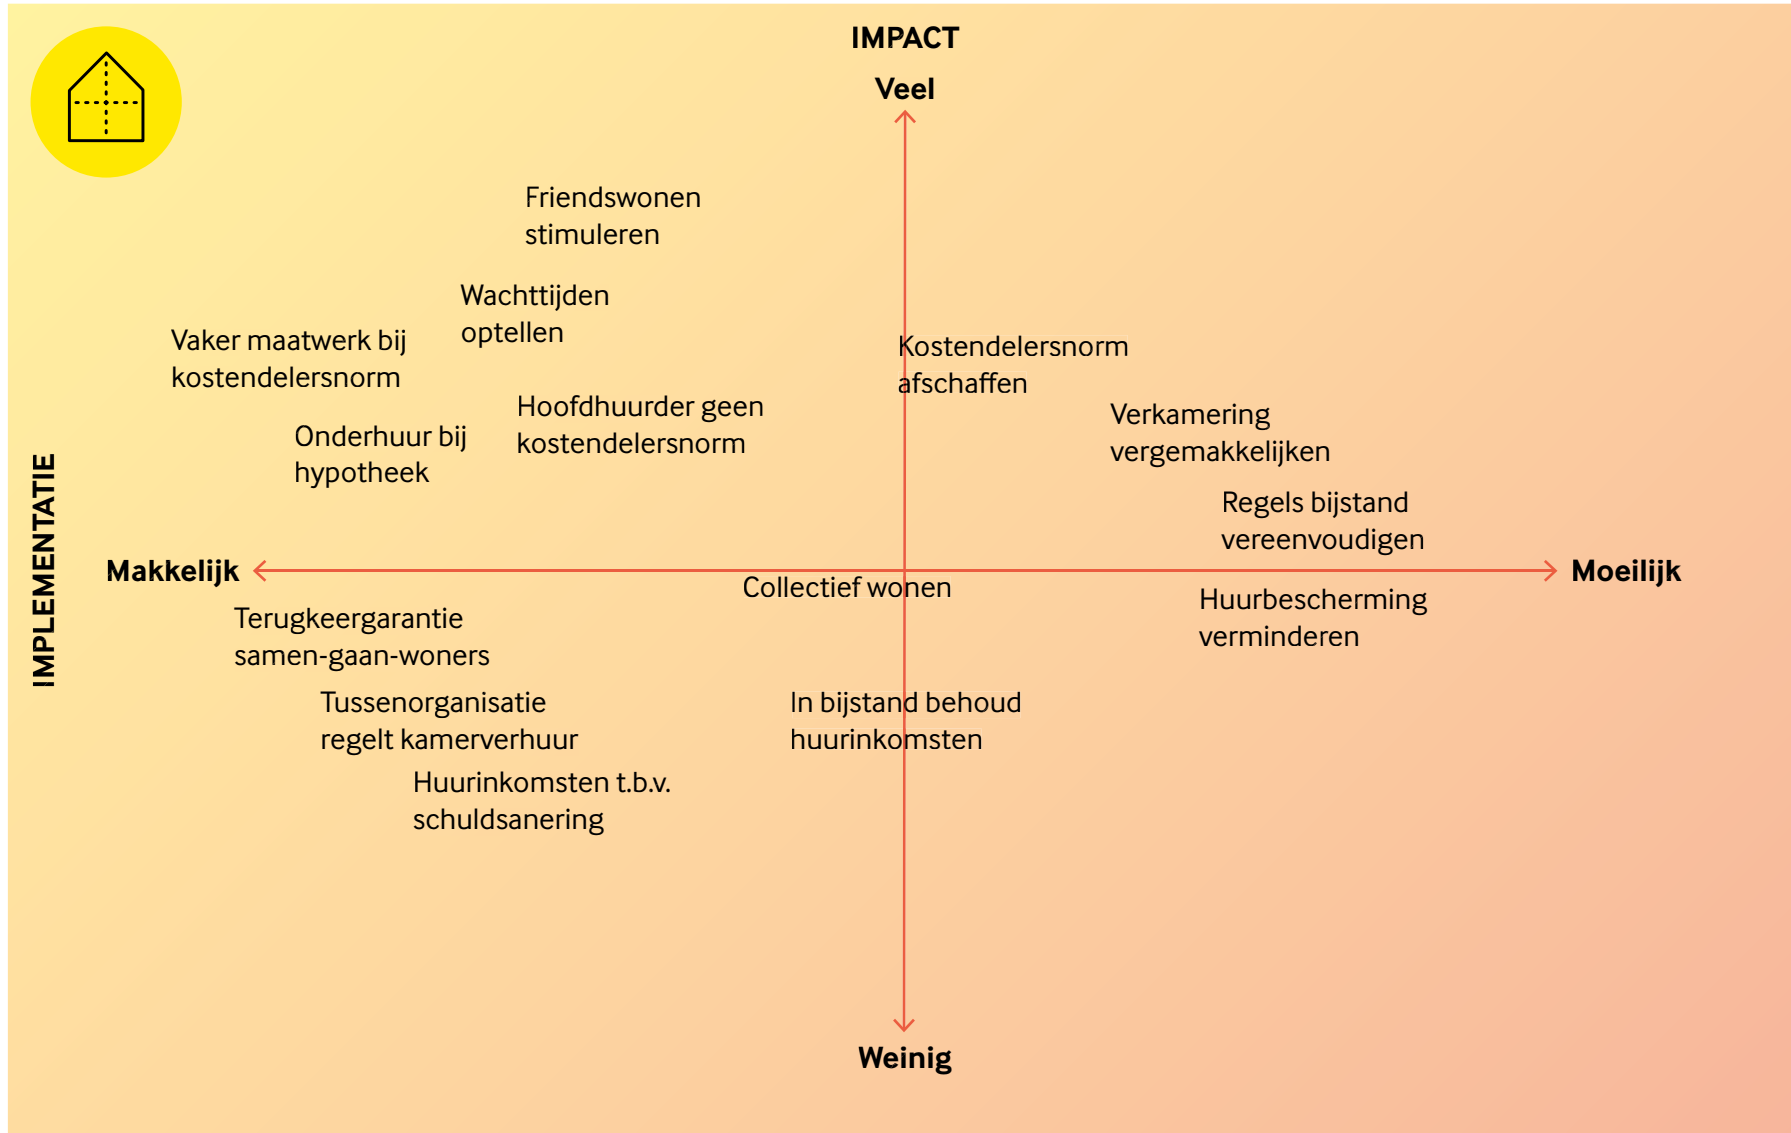 IMPACT
Veel
Friendswonen
stimuleren
Wachttijden
optellen
Vaker maatwerk bij
kostendelersnorm
Kostendelersnorm
afschaffen
Hoofdhuurder geen
kostendelersnorm
Verkamering
vergemakkelijken
Onderhuur bij
hypotheek
Regels bijstand
vereenvoudigen
IMPLEMENTATIE
Makkelijk
Moeilijk
Collectief wonen
Huurbescherming
verminderen
Terugkeergarantie
samen-gaan-woners
Tussenorganisatie
regelt kamerverhuur
In bijstand behoud
huurinkomsten
Huurinkomsten t.b.v.
schuldsanering
Weinig